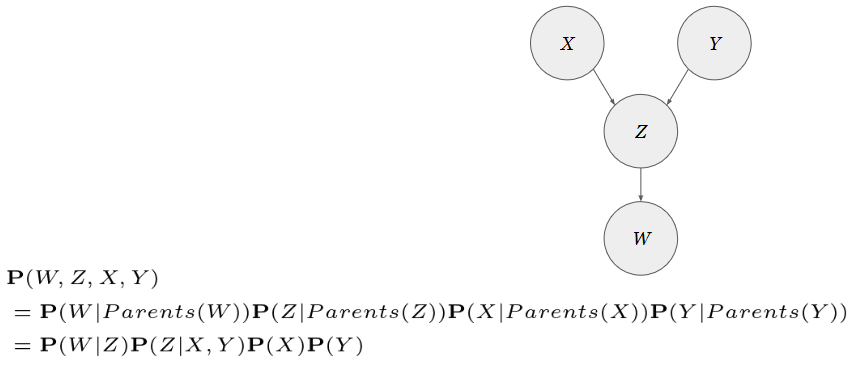 X Y
Z
W
P(W, Z, X, Y)
= P(W|Parents(W))P(Z|Parents(Z))P(X|Parents(X))P(Y|Parents(Y))
= P(W|Z)P(Z|X, Y)P(X)P(Y)